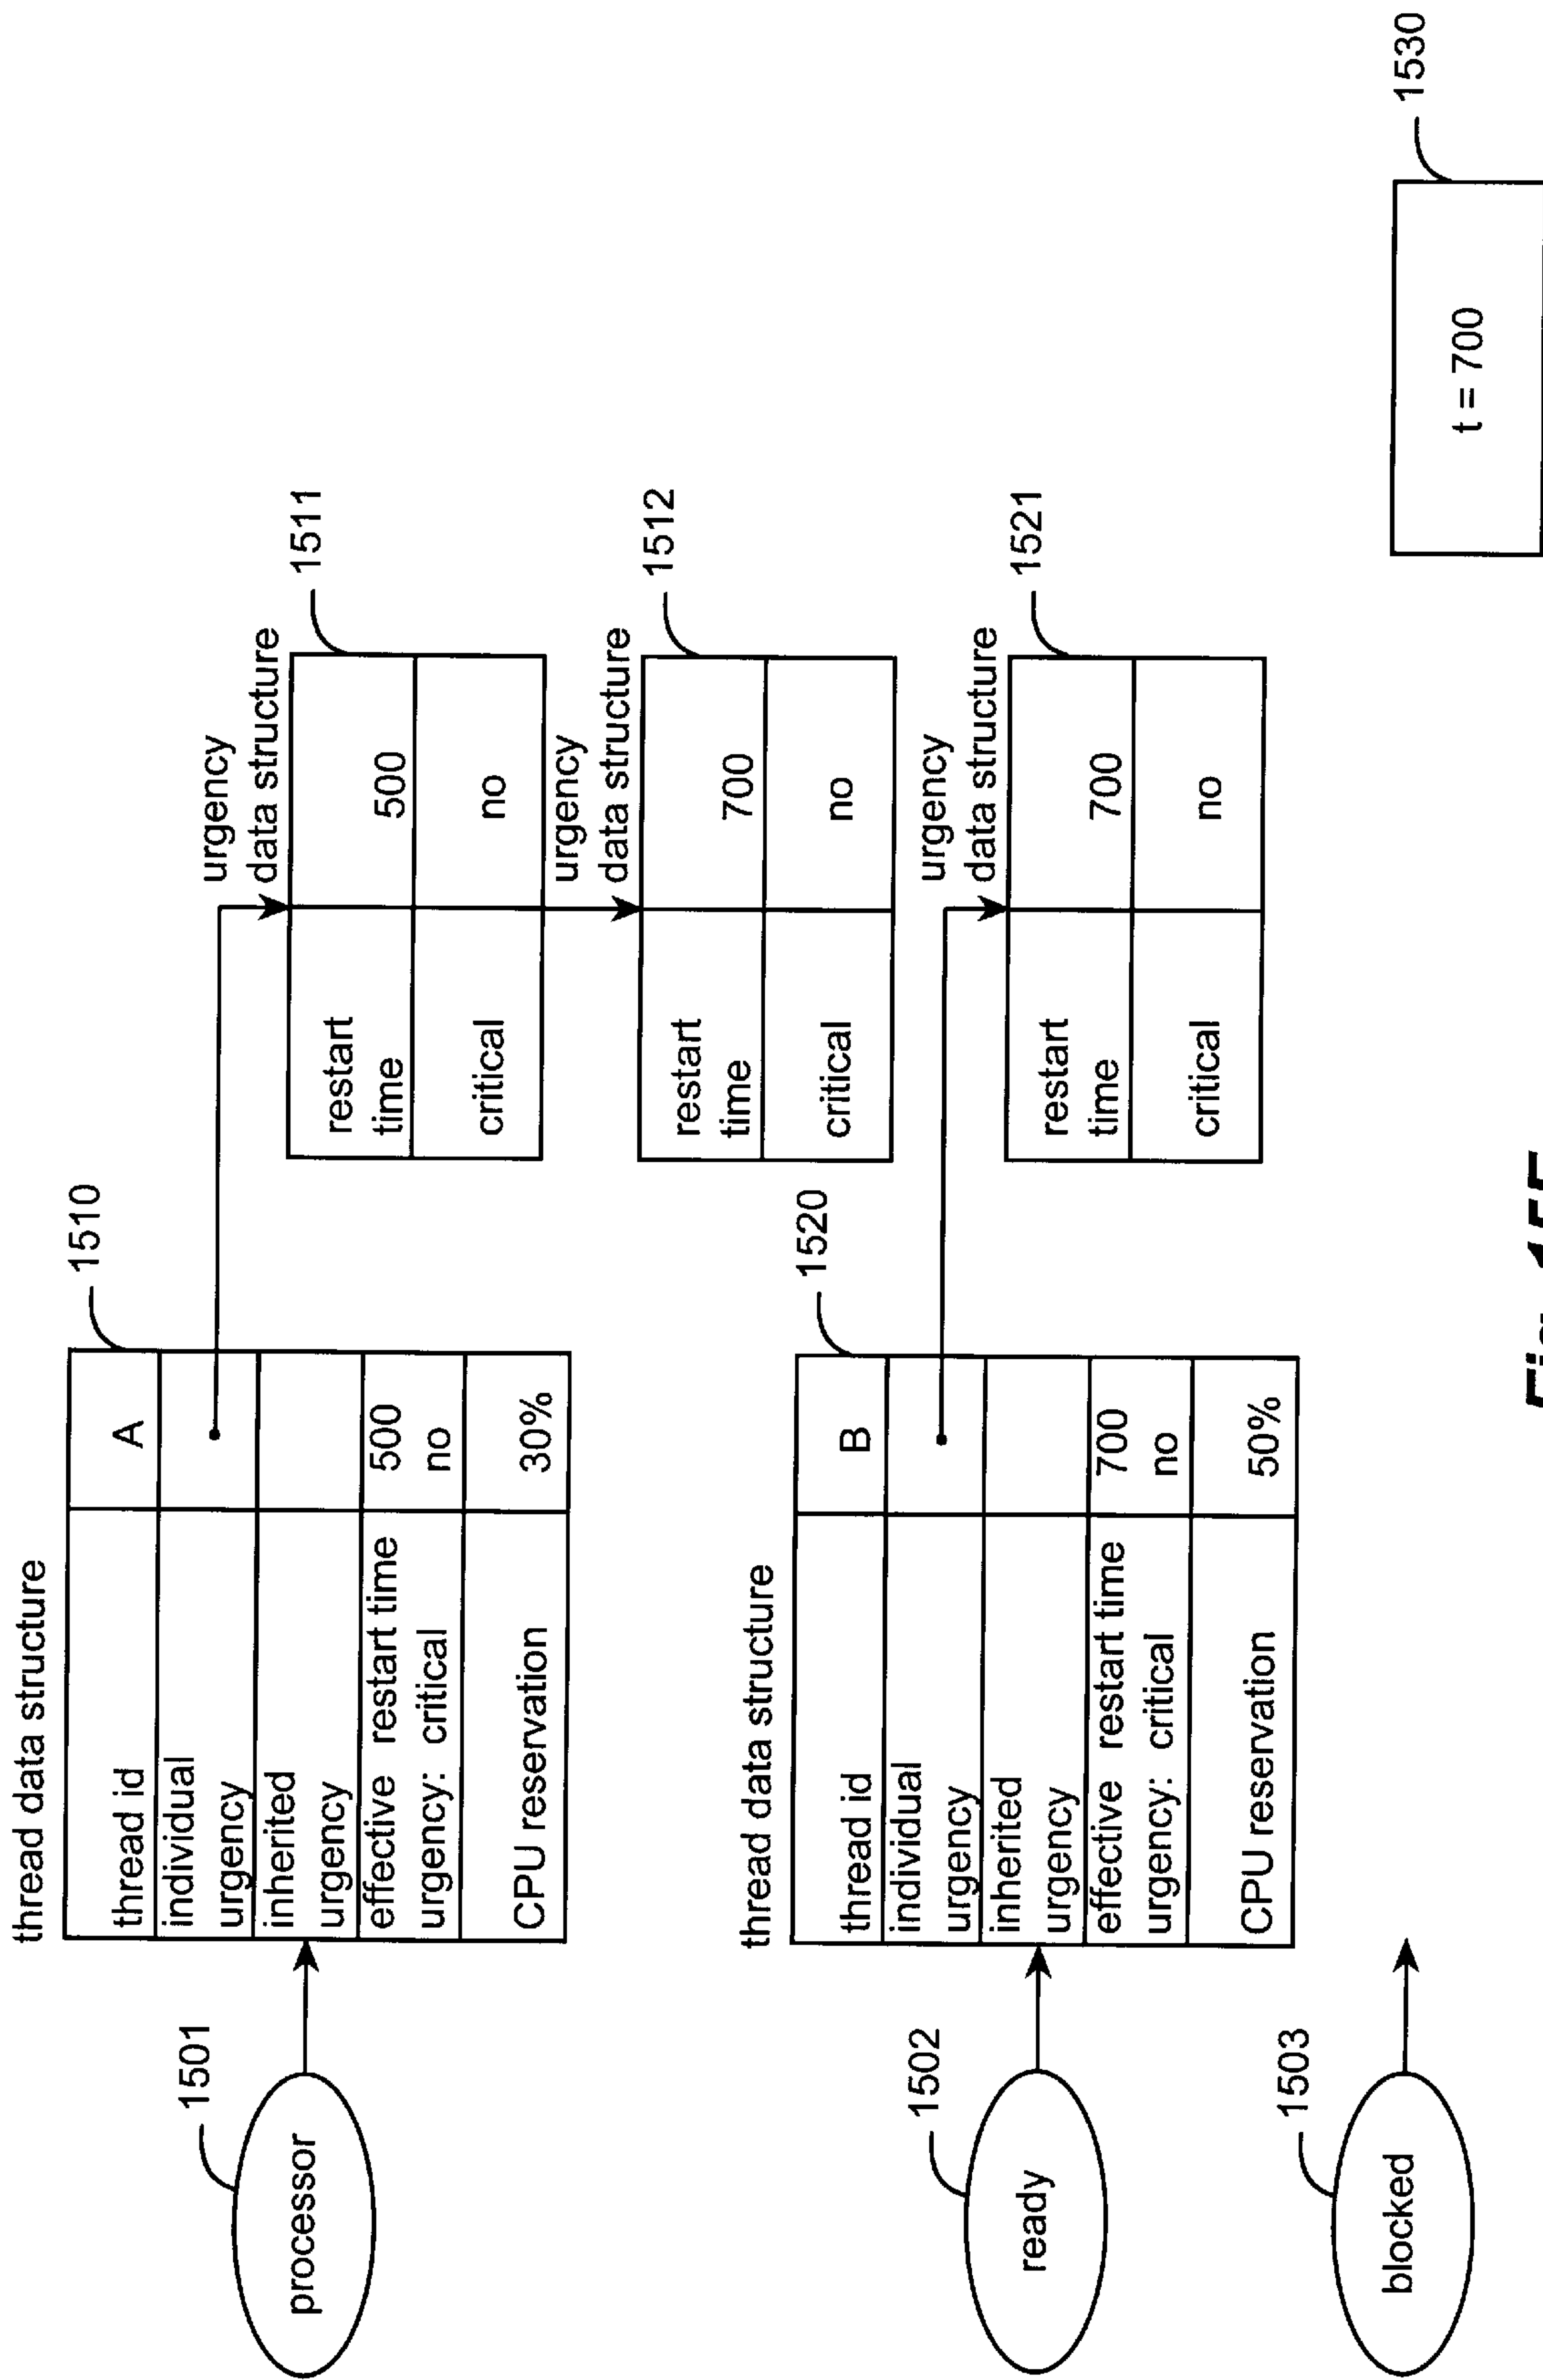 thread data structure
1510
thread id A
individual
urgency
inherited
urgency
effective restart time 500
urgency: critical no
CPU reservation 30%
1501
processor
urgency
data structure
1511
restart
time 500
critical no
urgency
data structure
1512
restart
time 700
critical no
thread data structure
1520
thread id B
individual
urgency
inherited
urgency
effective restart time 700
urgency: critical no
CPU reservation 50%
1502
ready
urgency
data structure
1521
restart
time 700
critical no
1503
blocked
1530
t = 700